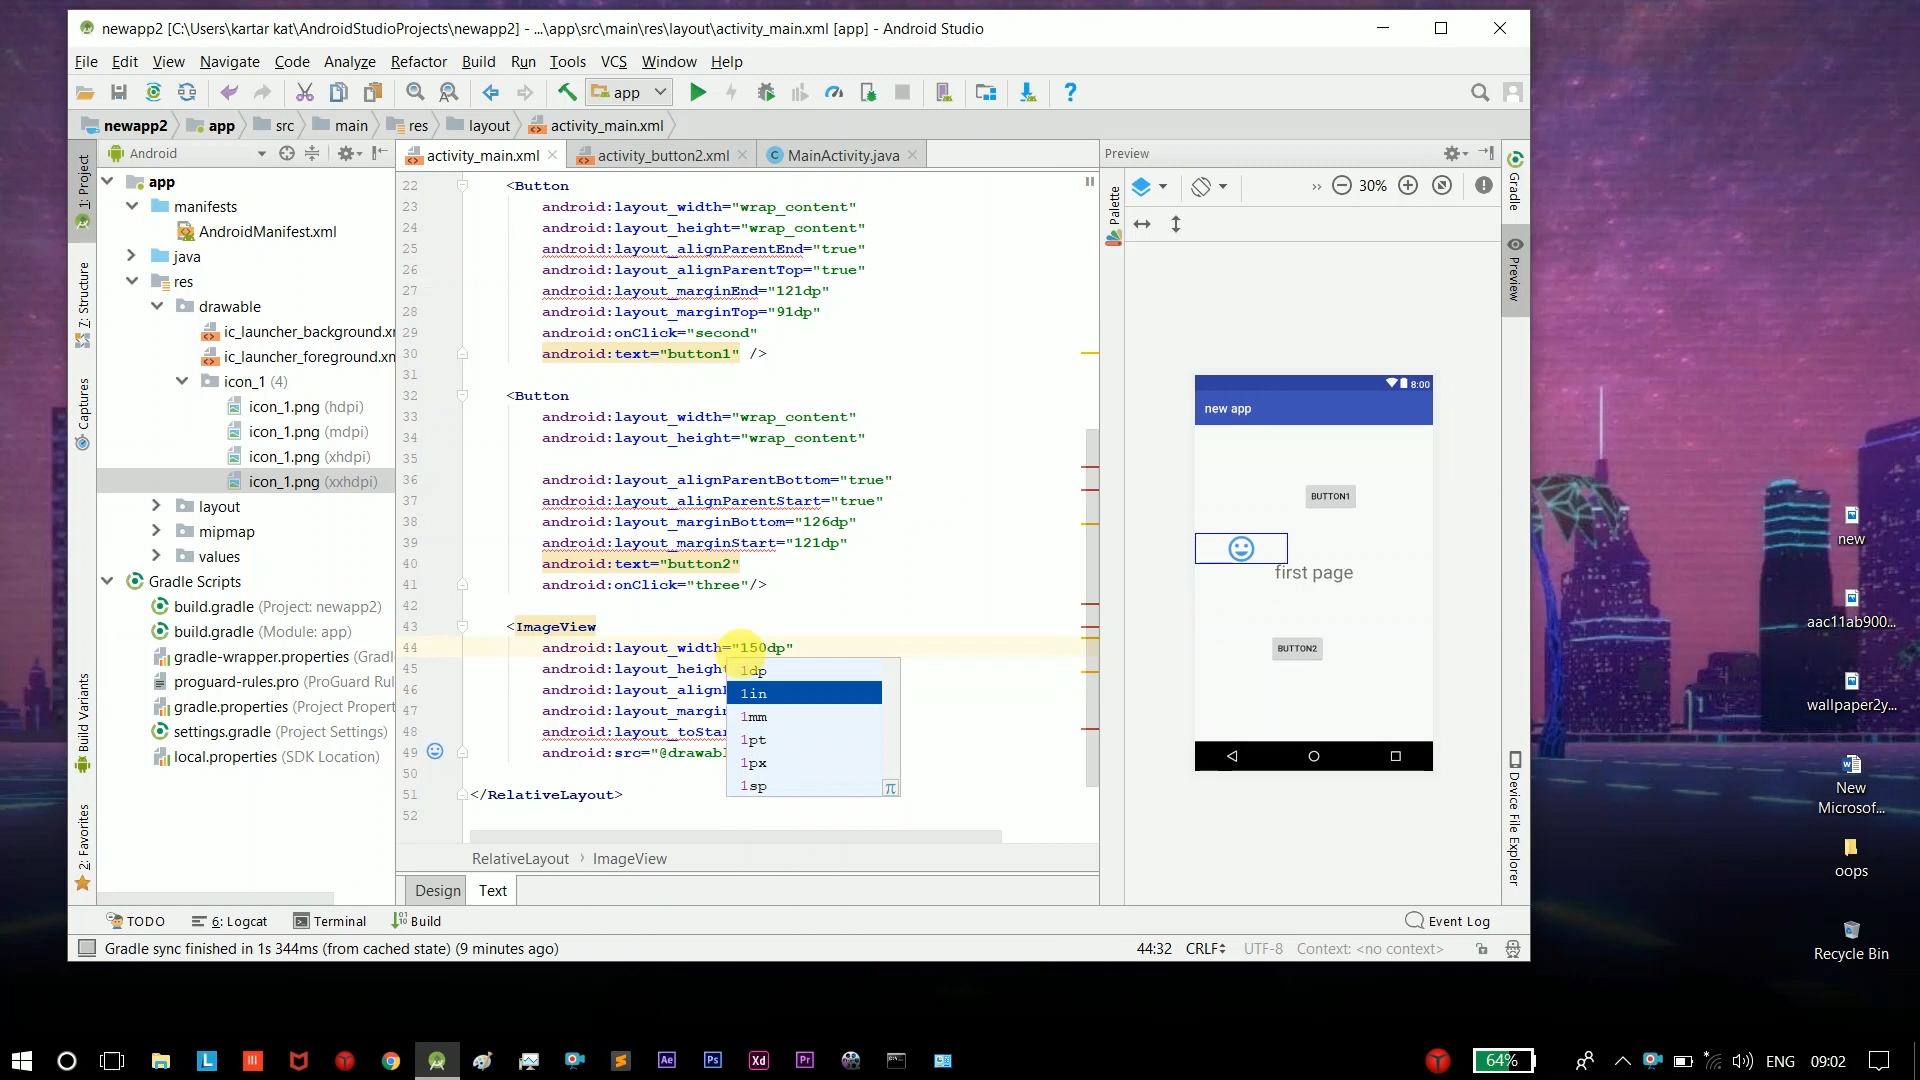 newapp2 [C:\Users\kartar kat\AndroidStudioProjects\newapp2] - ...\app\src\main\res\layout\activity_main.xml [app] - Android Studio
File Edit View Navigate Code Analyze Refactor Build Run Tools VCS Window Help
app
newapp2 app src main res layout activity_main.xml
Android
activity_main.xml activity_button2.xml MainActivity.java
Preview
1: Project
7: Structure
Captures
Build Variants
2: Favorites
app
manifests
AndroidManifest.xml
java
res
drawable
ic_launcher_background.x
ic_launcher_foreground.xn
icon_1 (4)
icon_1.png (hdpi)
icon_1.png (mdpi)
icon_1.png (xhdpi)
icon_1.png (xxhdpi)
layout
mipmap
values
Gradle Scripts
build.gradle (Project: newapp2)
build.gradle (Module: app)
gradle-wrapper.properties (Gradl
proguard-rules.pro (ProGuard Rul
gradle.properties (Project Propert
settings.gradle (Project Settings)
local.properties (SDK Location)
22 <Button
23 android:layout_width="wrap_content"
24 android:layout_height="wrap_content"
25 android:layout_alignParentEnd="true"
26 android:layout_alignParentTop="true"
27 android:layout_marginEnd="121dp"
28 android:layout_marginTop="91dp"
29 android:onClick="second"
30 android:text="button1" />
31
32 <Button
33 android:layout_width="wrap_content"
34 android:layout_height="wrap_content"
35
36 android:layout_alignParentBottom="true"
37 android:layout_alignParentStart="true"
38 android:layout_marginBottom="126dp"
39 android:layout_marginStart="121dp"
40 android:text="button2"
41 android:onClick="three"/>
42
43 <ImageView
44 android:layout_width="150dp"
45 android:layout_height
46 android:layout_align
47 android:layout_margin
48 android:layout_toStar
49 android:src="@drawabl
50
51 </RelativeLayout>
52
1dp
1in
1mm
1pt
1px
1sp
π
RelativeLayout › ImageView
Design Text
Palette
30%
8:00
new app
BUTTON1
first page
BUTTON2
Gradle
Preview
Device File Explorer
TODO 6: Logcat Terminal Build Event Log
Gradle sync finished in 1s 344ms (from cached state) (9 minutes ago) 44:32 CRLF UTF-8 Context: <no context>
new
aac11ab900...
wallpaper2y...
New
Microsof...
oops
Recycle Bin
L Ae Ps Xd Pr
64% ENG 09:02